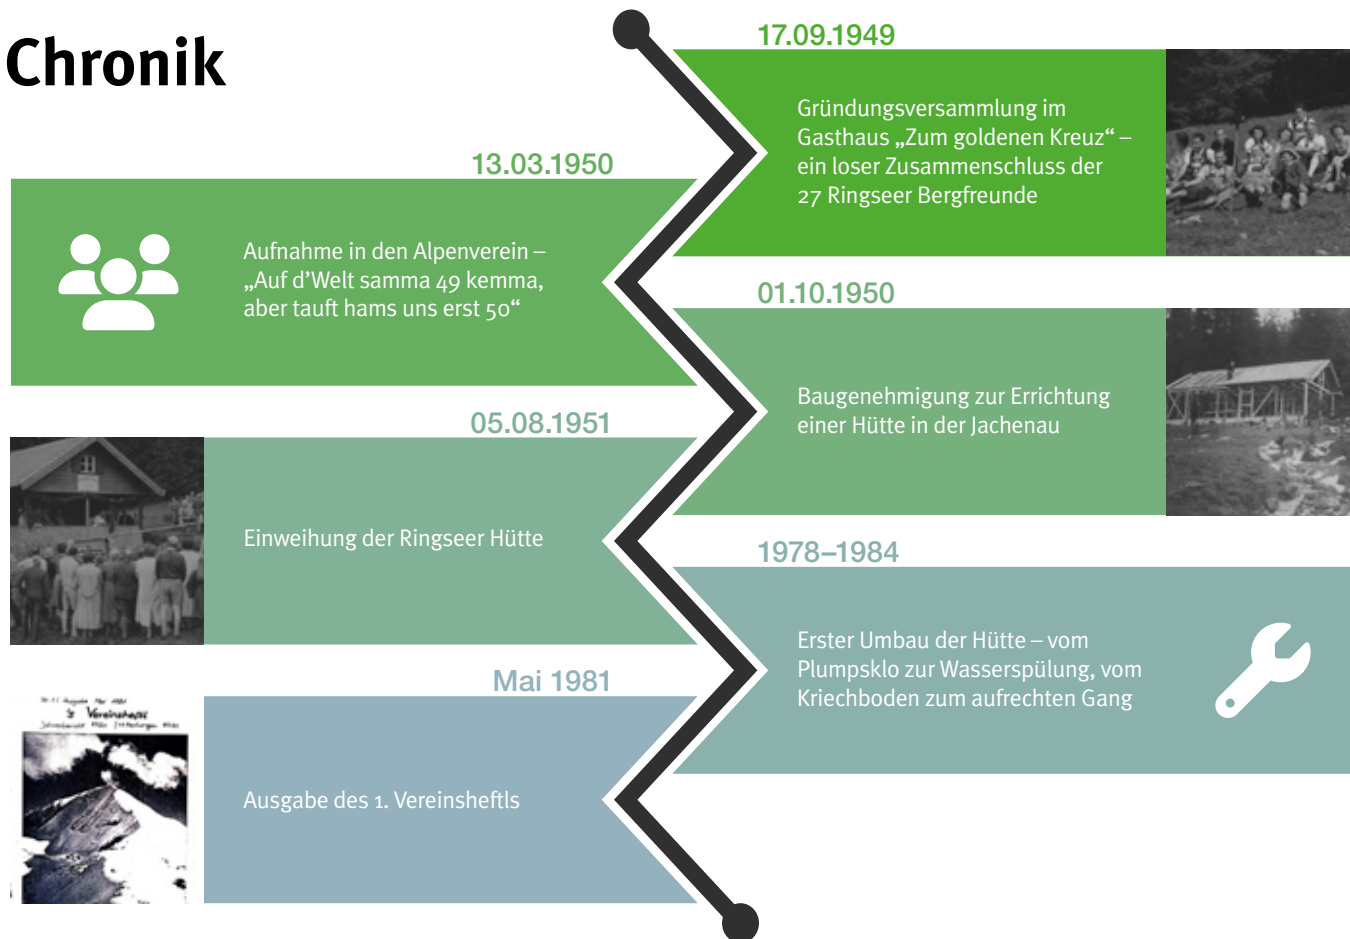 Chronik
17.09.1949
Gründungsversammlung im
Gasthaus „Zum goldenen Kreuz“ –
ein loser Zusammenschluss der
27 Ringseer Bergfreunde
13.03.1950
Aufnahme in den Alpenverein –
„Auf d’Welt samma 49 kemma,
aber tauft hams uns erst 50“
01.10.1950
Baugenehmigung zur Errichtung
einer Hütte in der Jachenau
05.08.1951
Einweihung der Ringseer Hütte
1978–1984
Erster Umbau der Hütte – vom
Plumpsklo zur Wasserspülung, vom
Kriechboden zum aufrechten Gang
Mai 1981
Vereinsheftl
Ausgabe des 1. Vereinsheftls